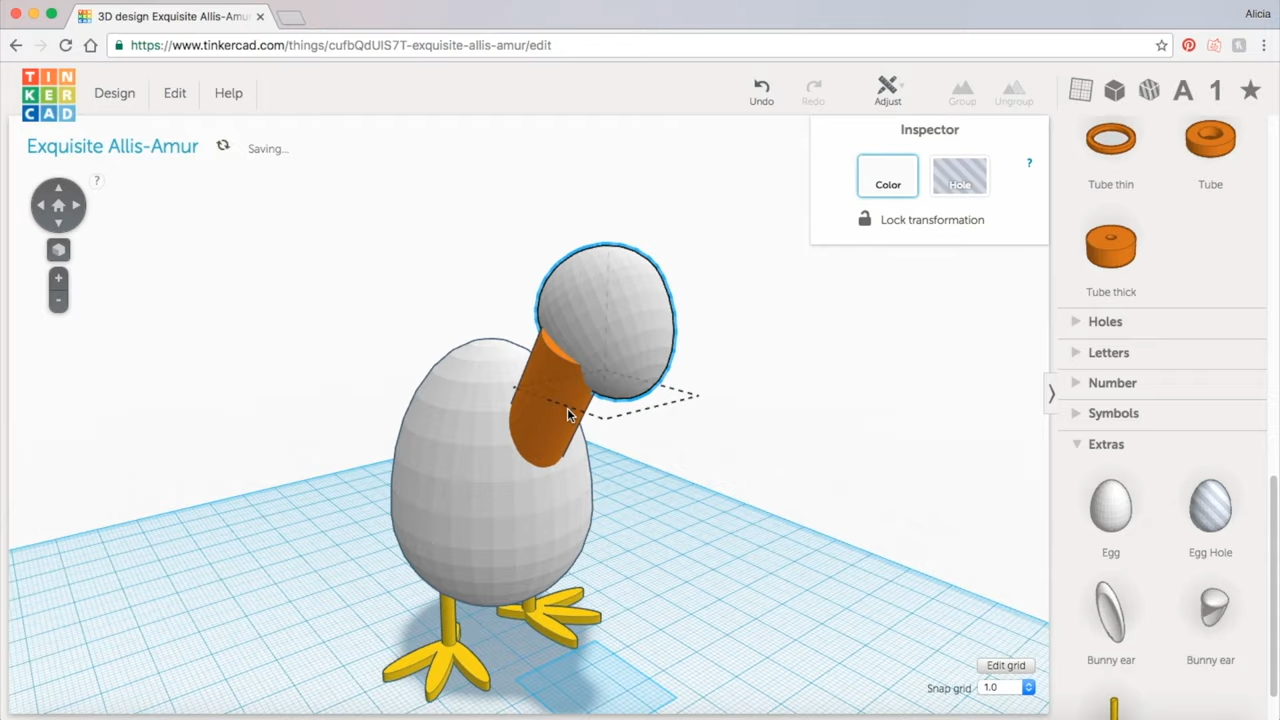 3D design Exquisite Allis-Amu
Alicia
https://www.tinkercad.com/things/cufbQdUIS7T-exquisite-allis-amur/edit
TIN
KER
CAD
Design
Edit
Help
Undo
Redo
Adjust
Group
Ungroup
A
1
Exquisite Allis-Amur
Saving...
?
Inspector
Color
Hole
?
Lock transformation
+
-
Tube thin
Tube
Tube thick
Holes
Letters
Number
Symbols
Extras
Egg
Egg Hole
Bunny ear
Bunny ear
Edit grid
Snap grid
1.0